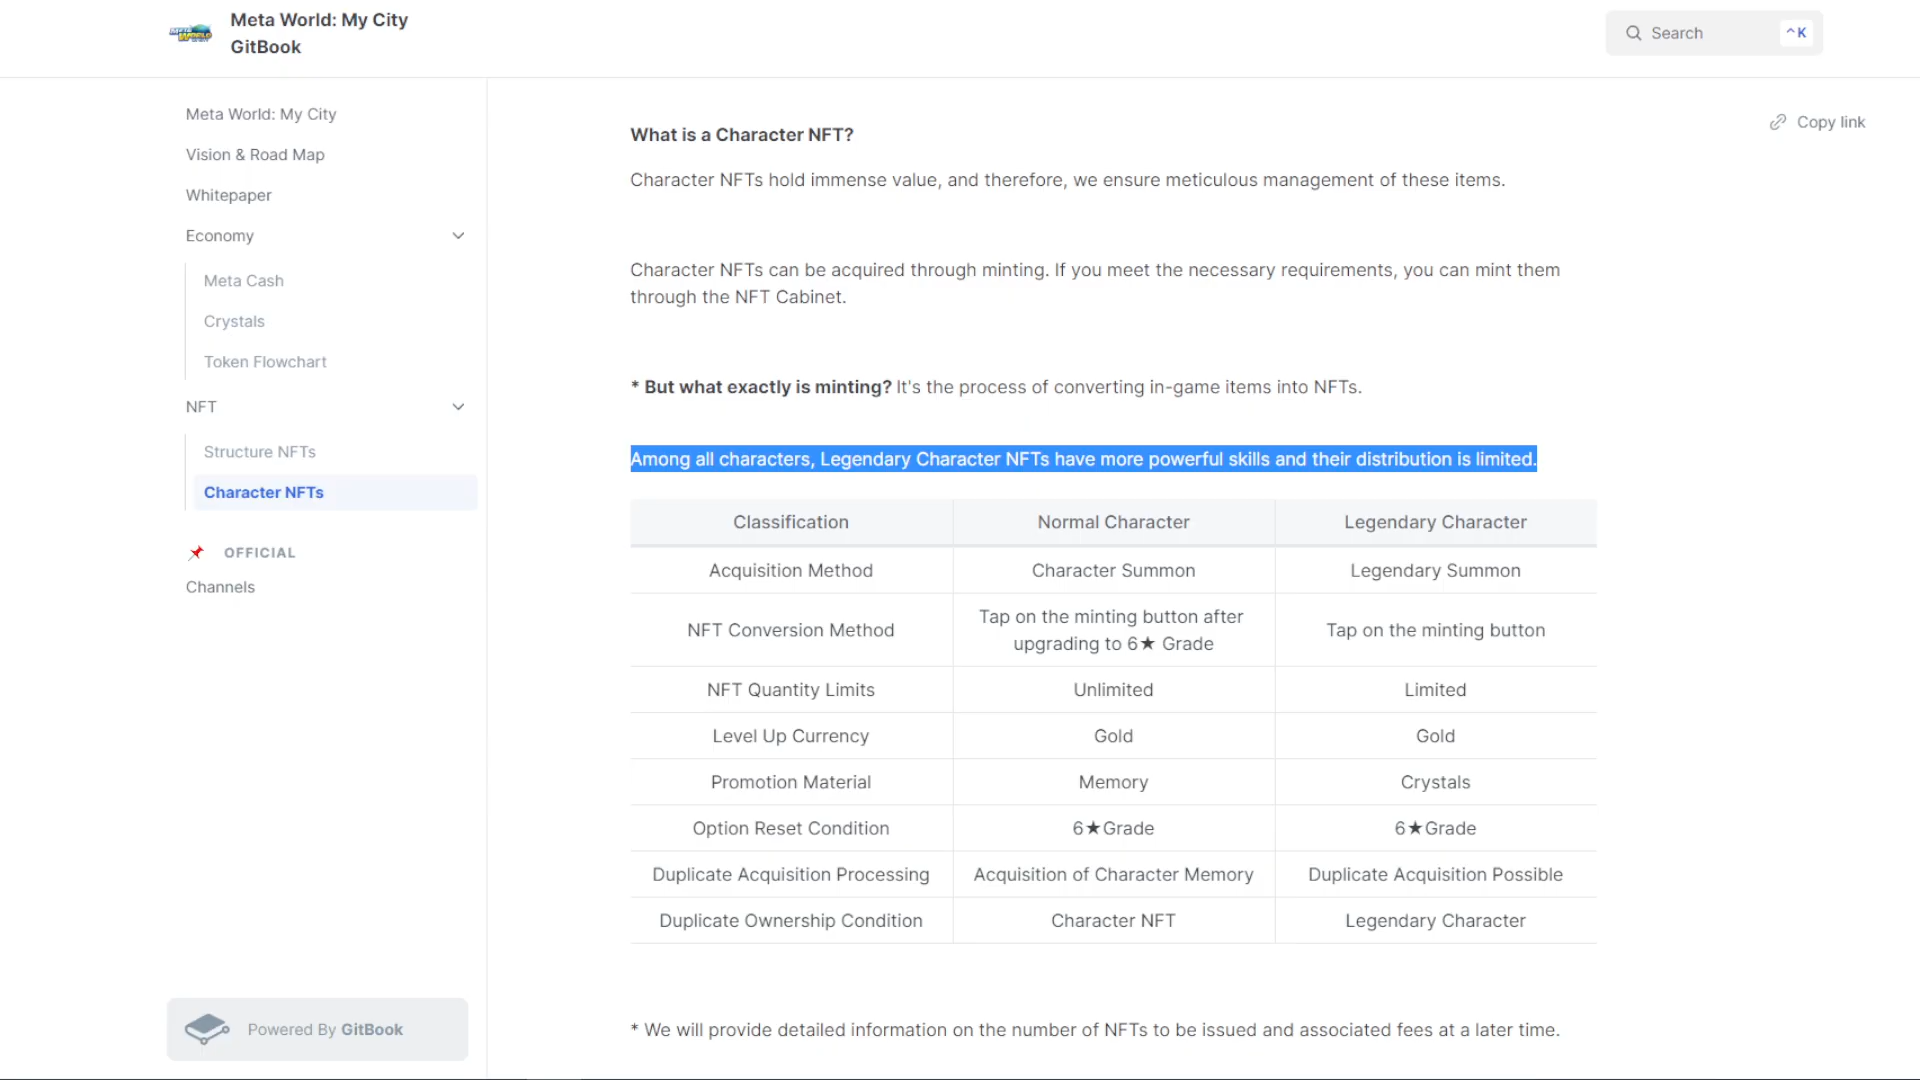 Meta World: My City
GitBook
Search
^K
Meta World: My City
Vision & Road Map
Whitepaper
Economy
Meta Cash
Crystals
Token Flowchart
NFT
Structure NFTs
Character NFTs
OFFICIAL
Channels
Powered By GitBook
Copy link
What is a Character NFT?
Character NFTs hold immense value, and therefore, we ensure meticulous management of these items.
Character NFTs can be acquired through minting. If you meet the necessary requirements, you can mint them
through the NFT Cabinet.
* But what exactly is minting? It's the process of converting in-game items into NFTs.
Among all characters, Legendary Character NFTs have more powerful skills and their distribution is limited.
Classification Normal Character Legendary Character
Acquisition Method Character Summon Legendary Summon
NFT Conversion Method Tap on the minting button after
upgrading to 6★ Grade Tap on the minting button
NFT Quantity Limits Unlimited Limited
Level Up Currency Gold Gold
Promotion Material Memory Crystals
Option Reset Condition 6★Grade 6★Grade
Duplicate Acquisition Processing Acquisition of Character Memory Duplicate Acquisition Possible
Duplicate Ownership Condition Character NFT Legendary Character
* We will provide detailed information on the number of NFTs to be issued and associated fees at a later time.